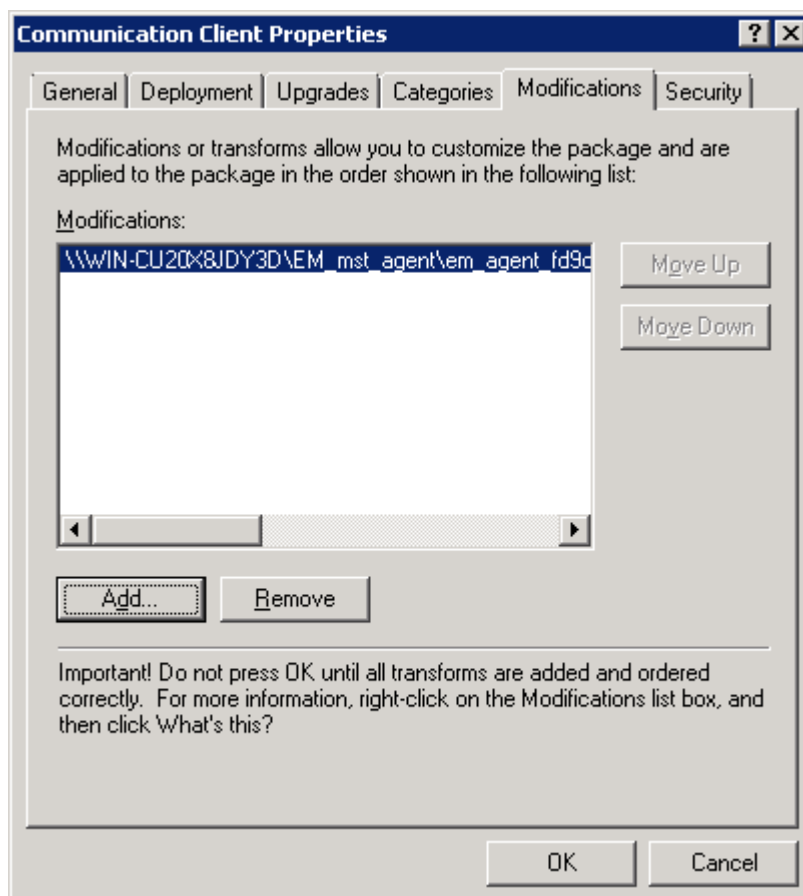 Communication Client Properties
General Deployment Upgrades Categories Modifications Security
Modifications or transforms allow you to customize the package and are
applied to the package in the order shown in the following list:
Modifications:
\\WIN-CU20X8JDY3D\EM_mst_agent\em_agent_fd9c
Move Up
Move Down
Add... Remove
Important! Do not press OK until all transforms are added and ordered
correctly. For more information, right-click on the Modifications list box, and
then click What's this?
OK Cancel